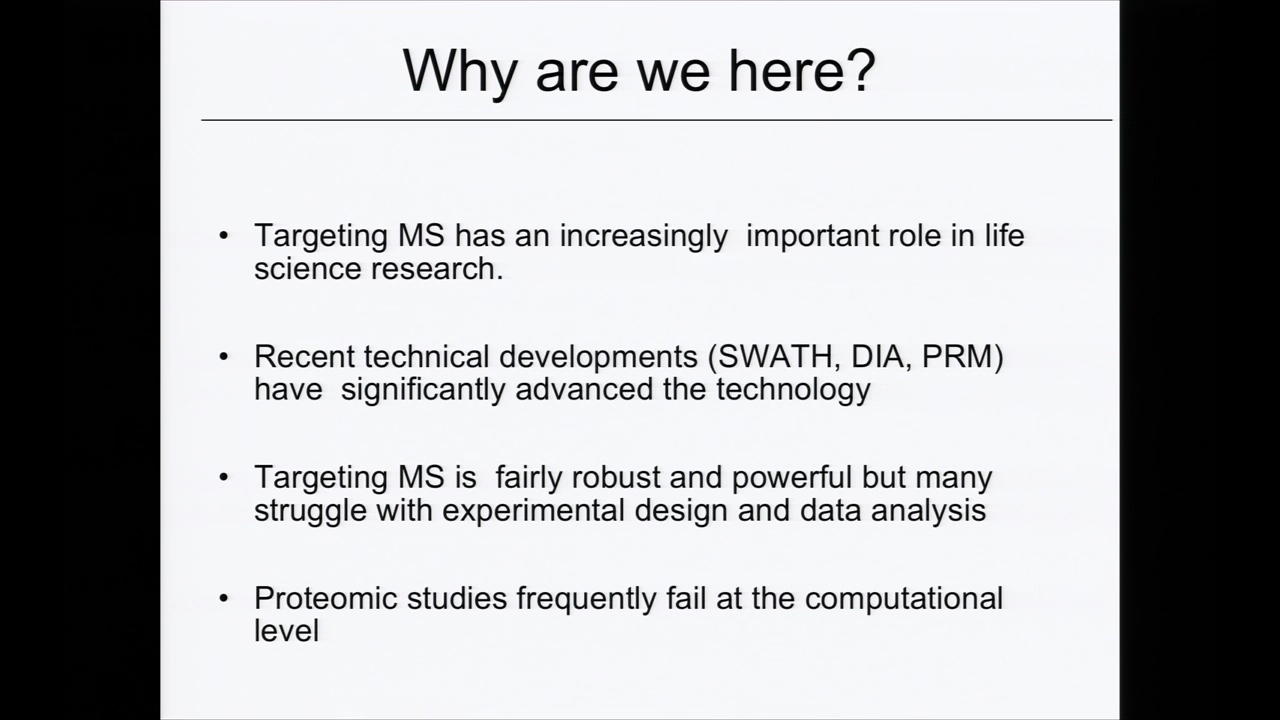 Why are we here?
• Targeting MS has an increasingly  important role in life
science research.
• Recent technical developments (SWATH, DIA, PRM)
have  significantly advanced the technology
• Targeting MS is  fairly robust and powerful but many
struggle with experimental design and data analysis
• Proteomic studies frequently fail at the computational
level